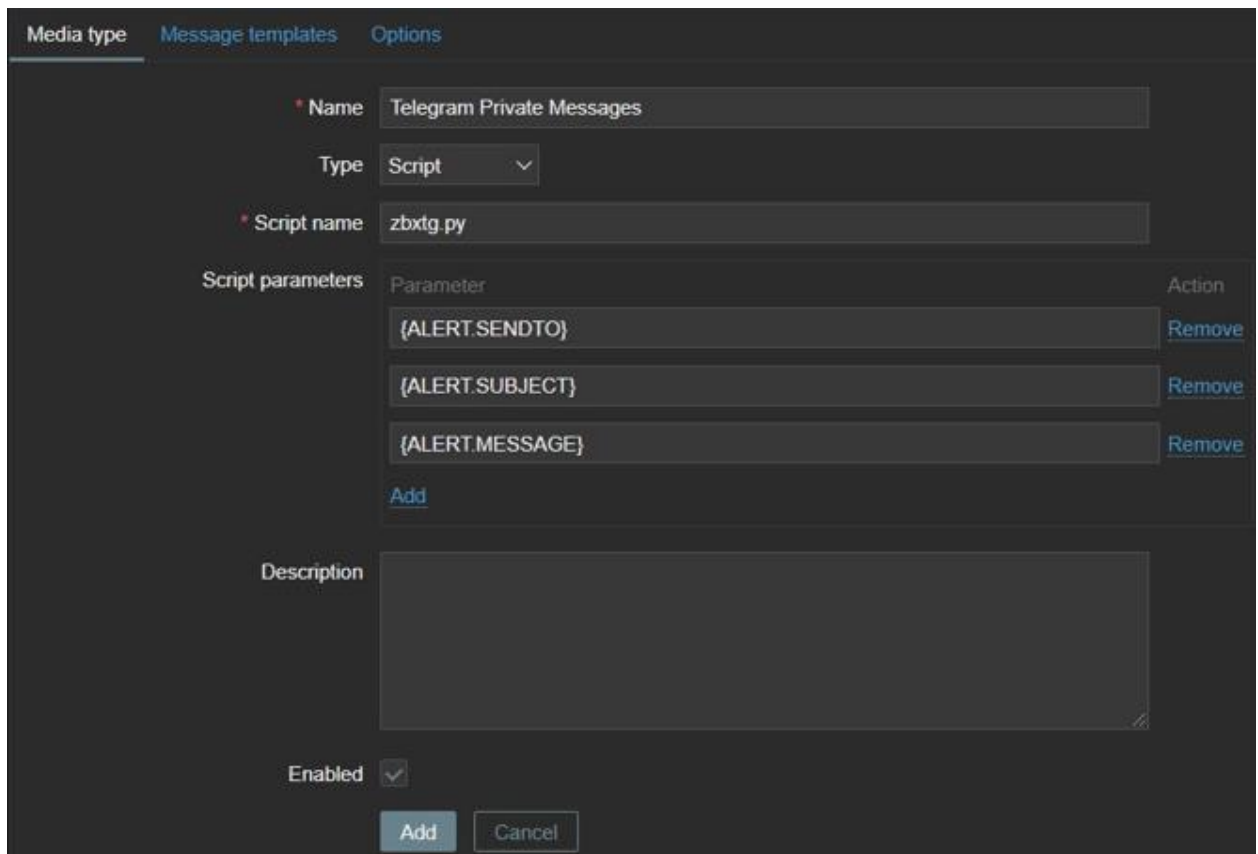 Media type Message templates Options
* Name Telegram Private Messages
Type Script
* Script name zbxtg.py
Script parameters Parameter Action
{ALERT.SENDTO} Remove
{ALERT.SUBJECT} Remove
{ALERT.MESSAGE} Remove
Add
Description
Enabled
Add Cancel